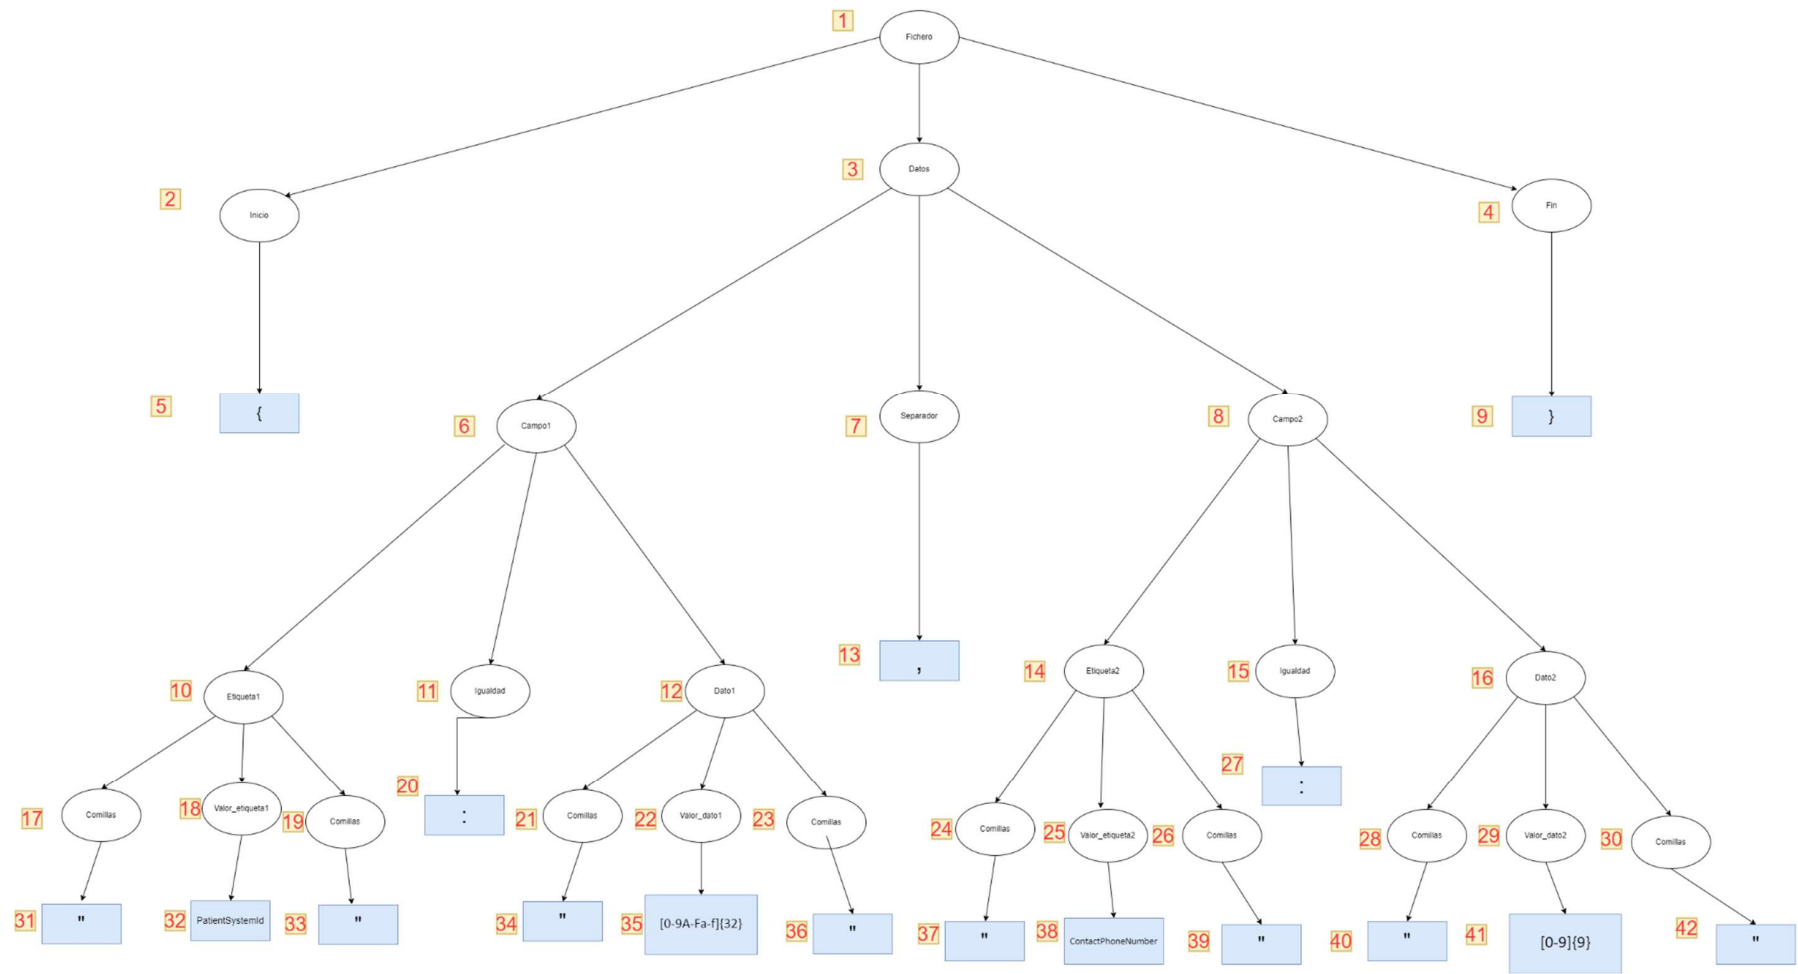 1
Fichero
2
Inicio
3
Datos
4
Fin
5
{
6
Campo1
7
Separador
8
Campo2
9
}
10
Etiqueta1
11
Igualdad
12
Dato1
13
,
14
Etiqueta2
15
Igualdad
16
Dato2
17
Comillas
18
Valor_etiqueta1
19
Comillas
20
:
21
Comillas
22
Valor_dato1
23
Comillas
24
Comillas
25
Valor_etiqueta2
26
Comillas
27
:
28
Comillas
29
Valor_dato2
30
Comillas
31
"
32
PatientSystemId
33
"
34
"
35
[0-9A-Fa-f]{32}
36
"
37
"
38
ContactPhoneNumber
39
"
40
"
41
[0-9]{9}
42
"